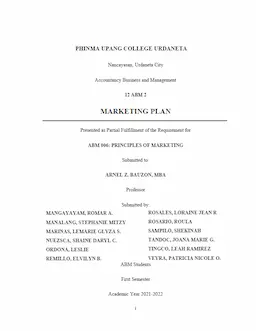 PHINMA UPANG COLLEGE URDANETA
Nancayasan, Urdaneta City
Accountancy Business and Management
12 ABM 2
MARKETING PLAN
Presented as Partial Fulfillment of the Requirement for
ABM 006: PRINCIPLES OF MARKETING
Submitted to
ARNEL Z. BAUZON, MBA
Professor
Submitted by
MANGAYAYAM, ROMAR A.
MANALANG, STEPHANIE MITZY
MARINAS, LEMARIE GLYZA S.
NUEZSCA, SHAINE DARYL C.
ORDONA, LESLIE
REMILLO, ELVILYN B.
ROSALES, LORAINE JEAN R
ROSARIO, ROULA
SAMPILO, SHEKINAH
TANDOC, JOANA MARIE G.
TINGCO, LEAH RAMIREZ
VEYRA, PATRICIA NICOLE O.
ABM Students
First Semester
Academic Year 2021-2022
1